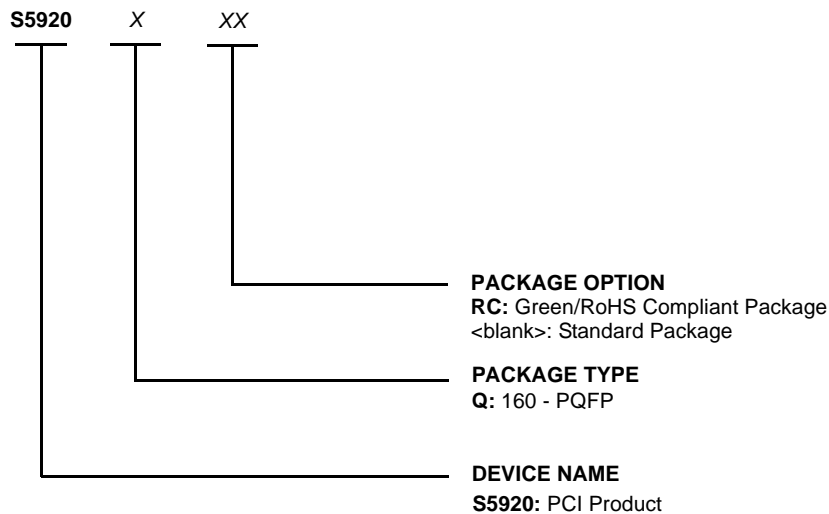 S5920 X XX
PACKAGE OPTION
RC: Green/RoHS Compliant Package
<blank>: Standard Package
PACKAGE TYPE
Q: 160 - PQFP
DEVICE NAME
S5920: PCI Product